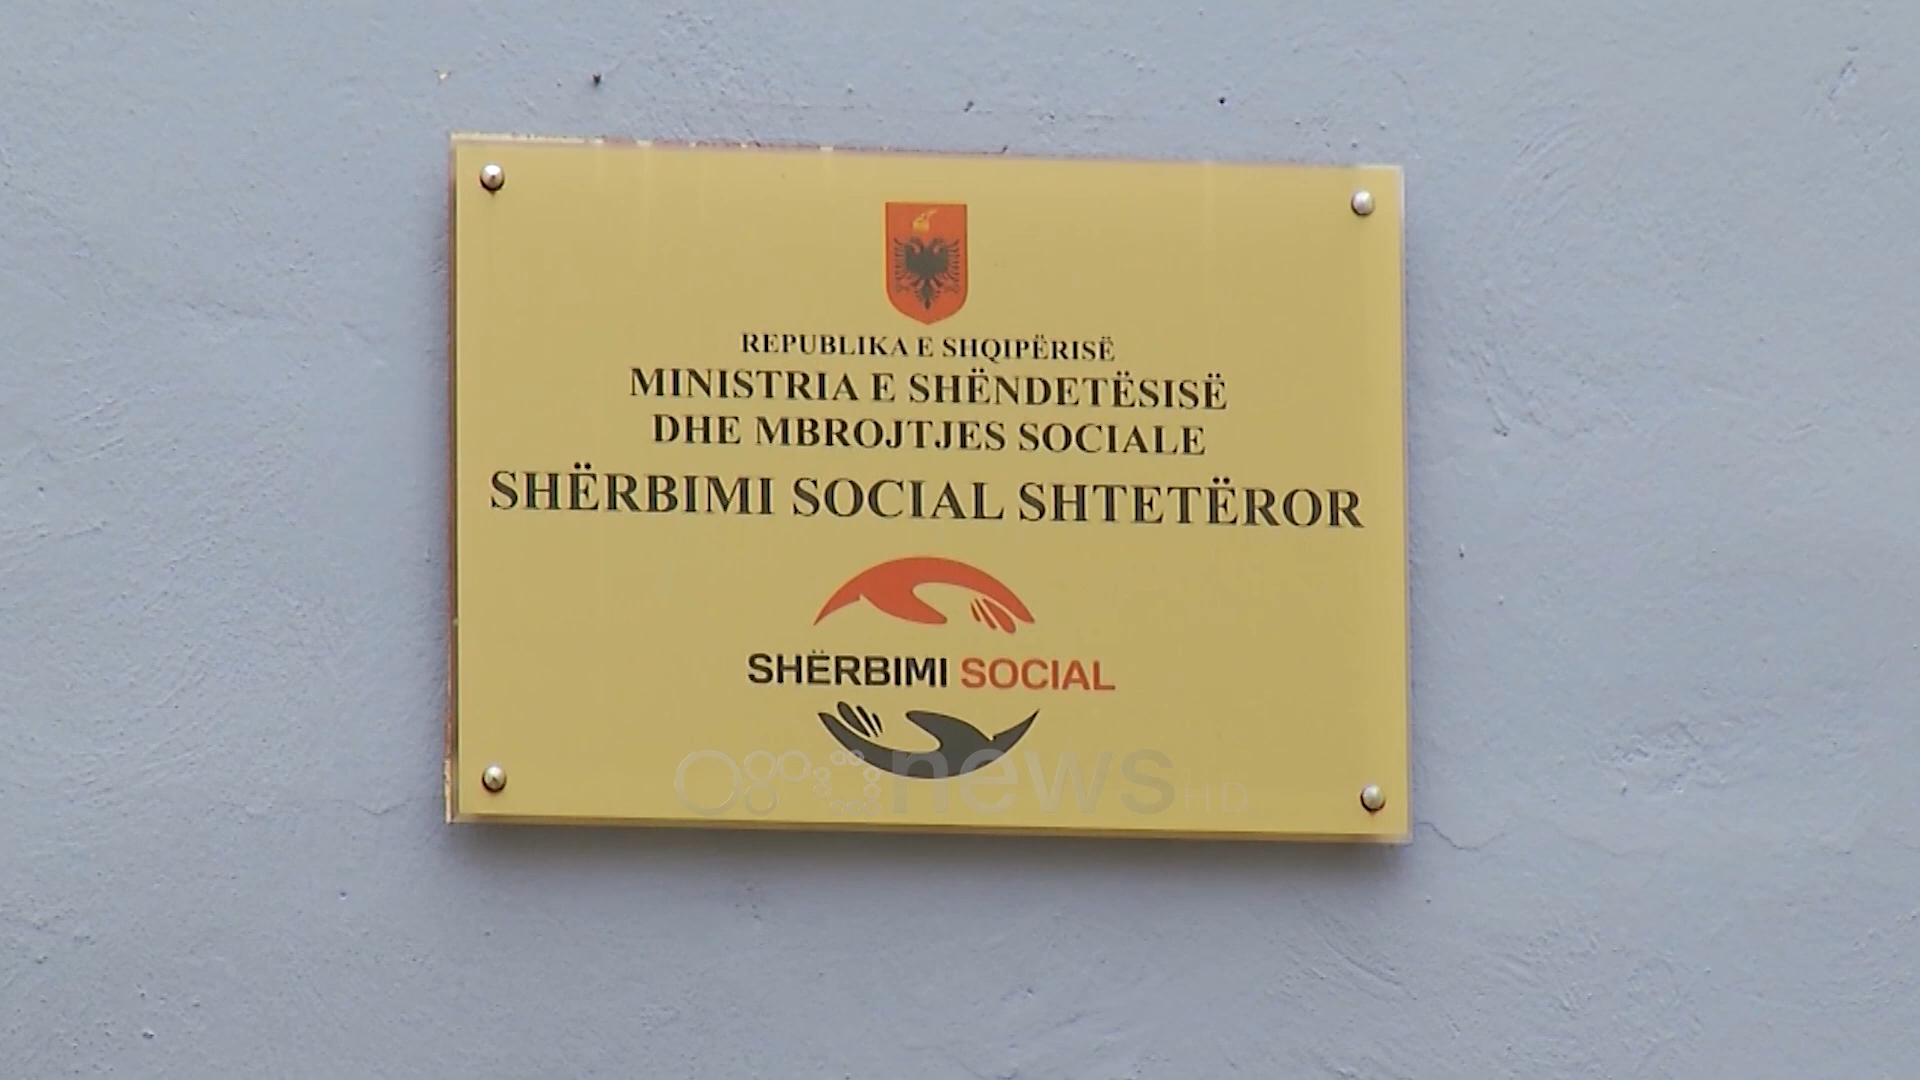 REPUBLIKA E SHQIPËRISË
MINISTRIA E SHËNDETËSISË
DHE MBROJTJES SOCIALE
SHËRBIMI SOCIAL SHTETËROR
SHËRBIMI SOCIAL
news HD